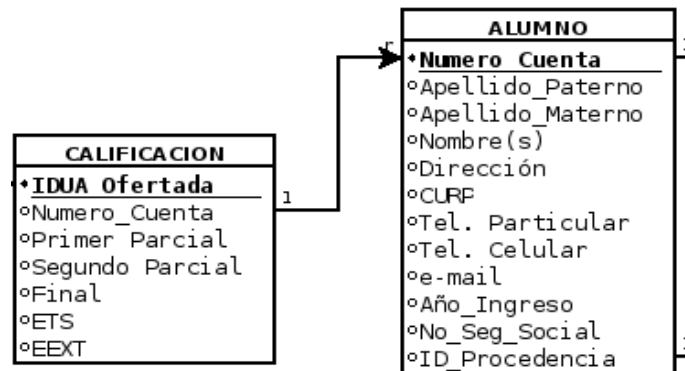 CALIFICACION
IDUA Ofertada
Numero_Cuenta
Primer Parcial
Segundo Parcial
Final
ETS
EEXT
1
r
ALUMNO
Numero Cuenta
Apellido_Paterno
Apellido_Materno
Nombre(s)
Dirección
CURP
Tel. Particular
Tel. Celular
e-mail
Año_Ingreso
No_Seg_Social
ID_Procedencia